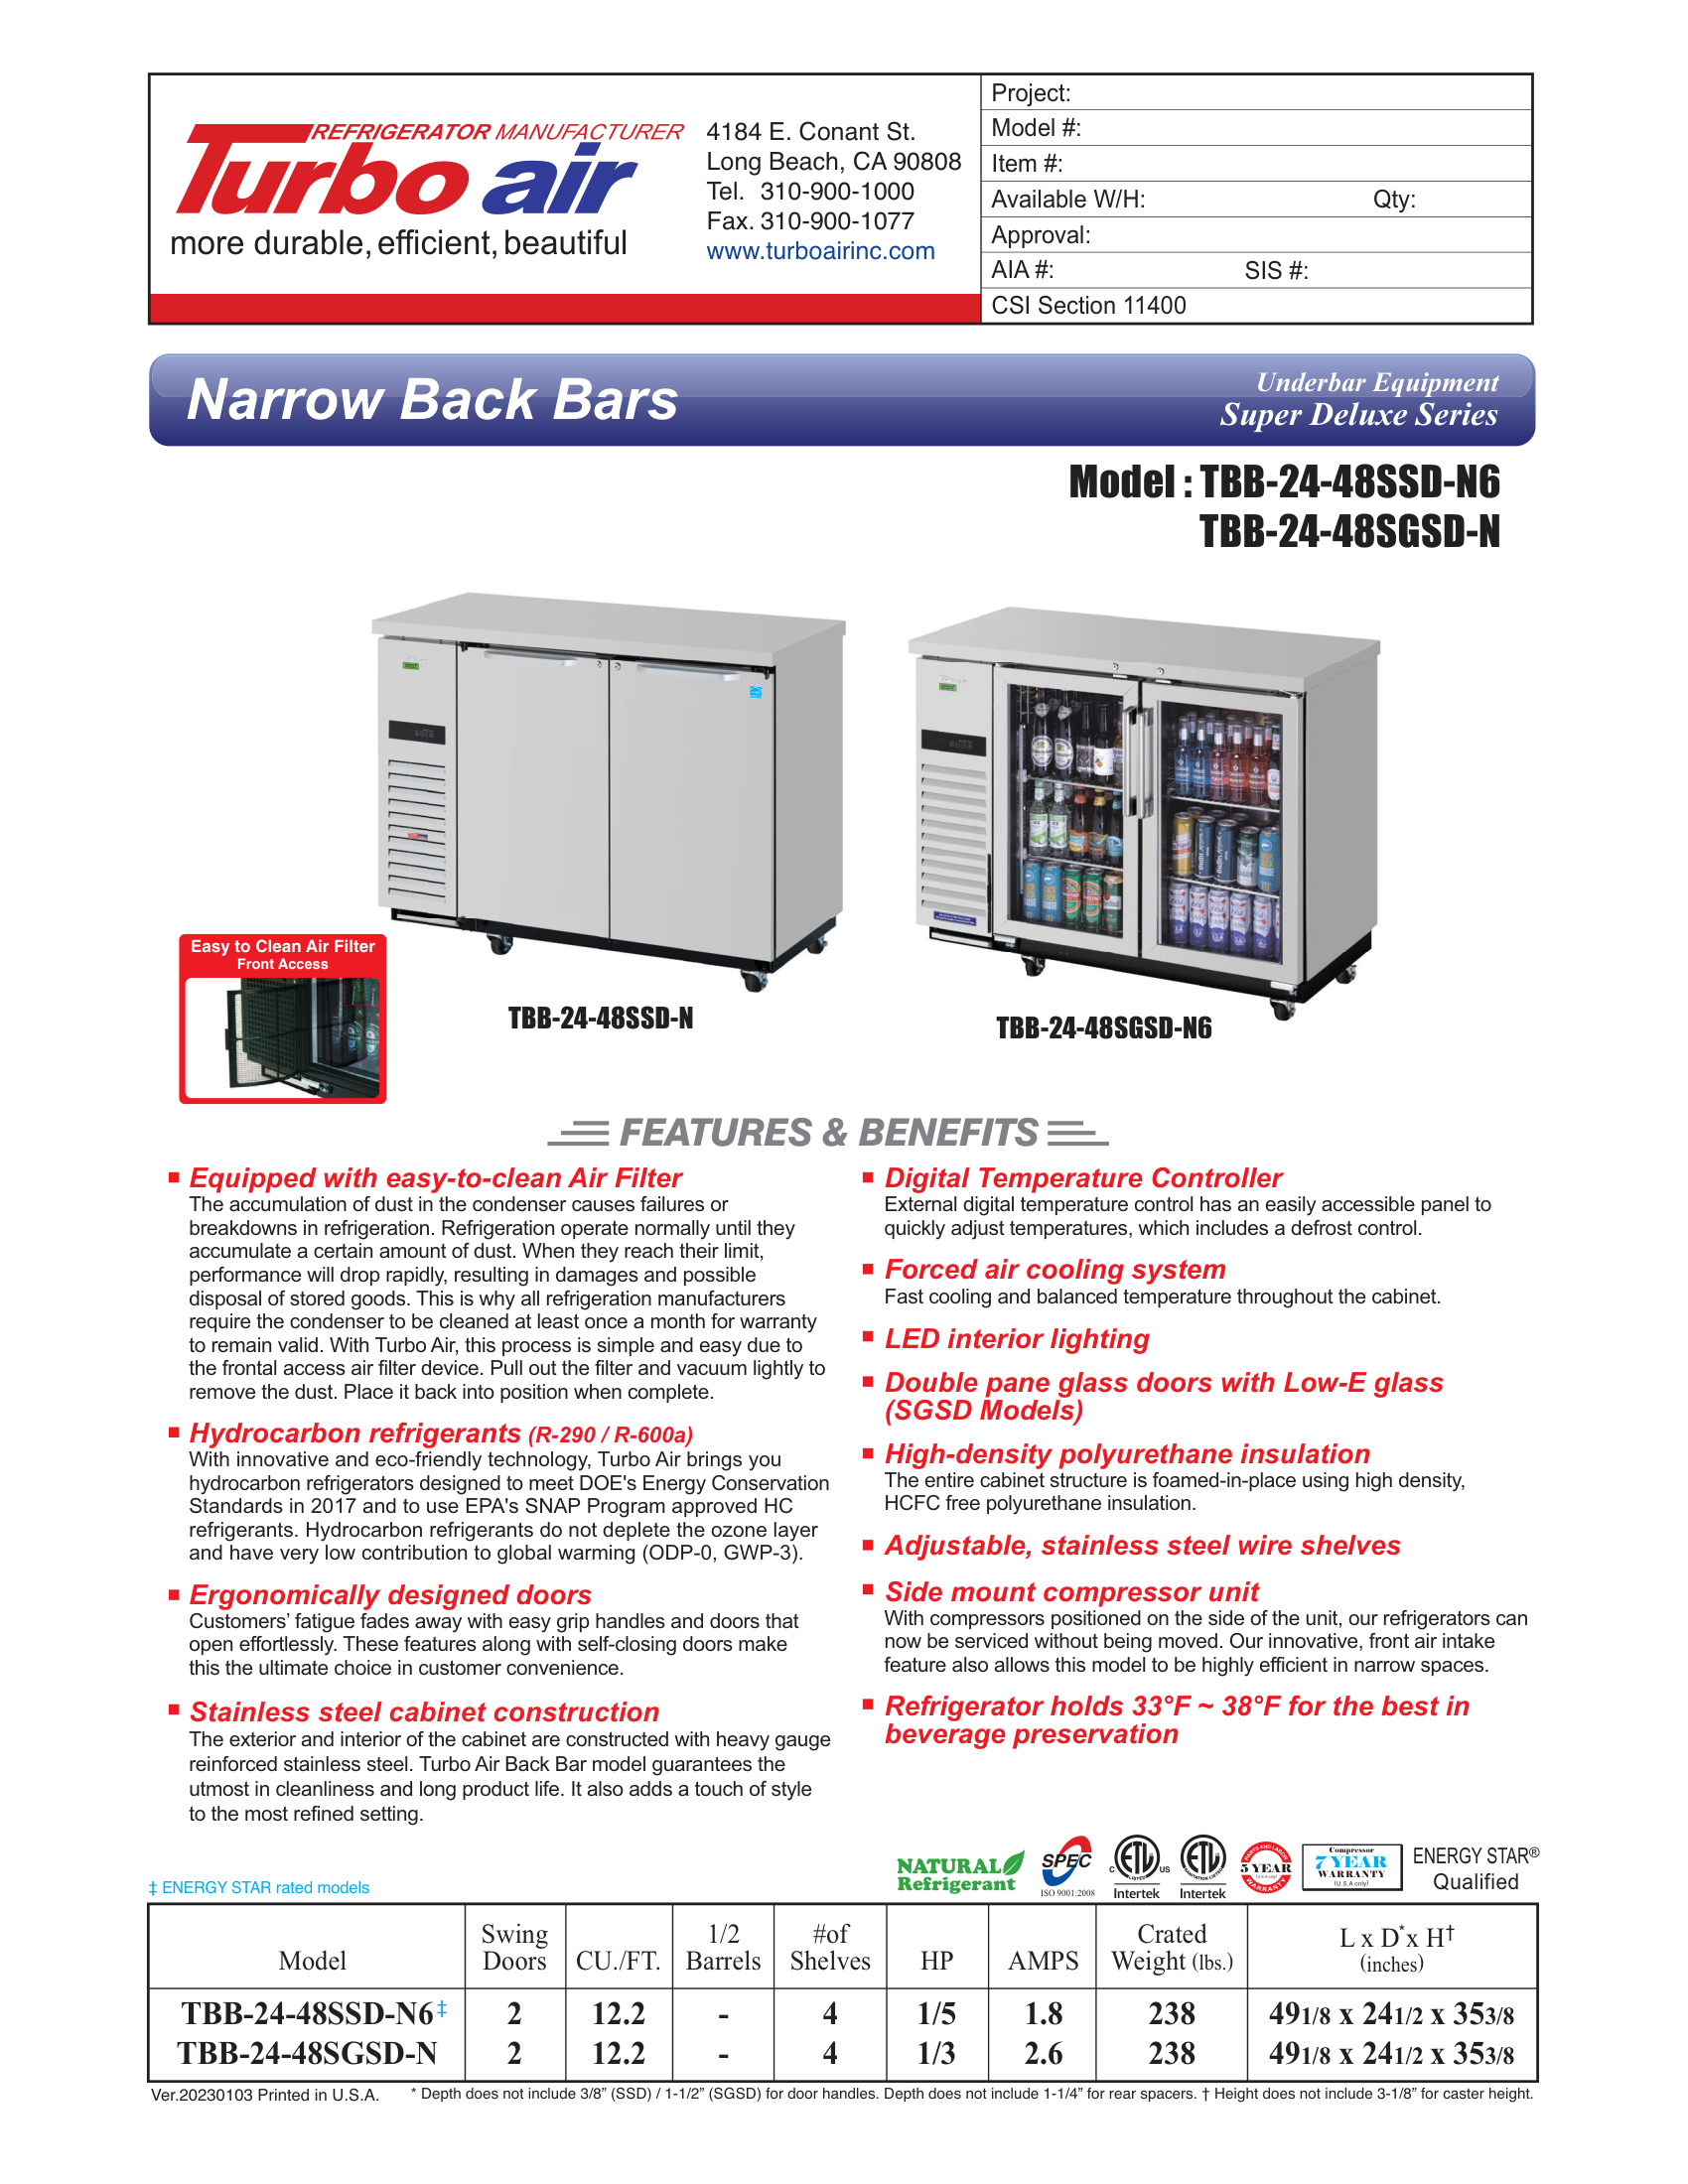 REFRIGERATOR MANUFACTURER
Turbo air
more durable, efficient, beautiful
4184 E. Conant St.
Long Beach, CA 90808
Tel. 310-900-1000
Fax. 310-900-1077
www.turboairinc.com
Project:
Model #:
Item #:
Available W/H: Qty:
Approval:
AIA #: SIS #:
CSI Section 11400
Narrow Back Bars
Underbar Equipment
Super Deluxe Series
Model : TBB-24-48SSD-N6
TBB-24-48SGSD-N
Easy to Clean Air Filter
Front Access
TBB-24-48SSD-N
TBB-24-48SGSD-N6
FEATURES & BENEFITS
Equipped with easy-to-clean Air Filter
The accumulation of dust in the condenser causes failures or
breakdowns in refrigeration. Refrigeration operate normally until they
accumulate a certain amount of dust. When they reach their limit,
performance will drop rapidly, resulting in damages and possible
disposal of stored goods. This is why all refrigeration manufacturers
require the condenser to be cleaned at least once a month for warranty
to remain valid. With Turbo Air, this process is simple and easy due to
the frontal access air filter device. Pull out the filter and vacuum lightly to
remove the dust. Place it back into position when complete.
Hydrocarbon refrigerants (R-290 / R-600a)
With innovative and eco-friendly technology, Turbo Air brings you
hydrocarbon refrigerators designed to meet DOE's Energy Conservation
Standards in 2017 and to use EPA's SNAP Program approved HC
refrigerants. Hydrocarbon refrigerants do not deplete the ozone layer
and have very low contribution to global warming (ODP-0, GWP-3).
Ergonomically designed doors
Customers’ fatigue fades away with easy grip handles and doors that
open effortlessly. These features along with self-closing doors make
this the ultimate choice in customer convenience.
Stainless steel cabinet construction
The exterior and interior of the cabinet are constructed with heavy gauge
reinforced stainless steel. Turbo Air Back Bar model guarantees the
utmost in cleanliness and long product life. It also adds a touch of style
to the most refined setting.
Digital Temperature Controller
External digital temperature control has an easily accessible panel to
quickly adjust temperatures, which includes a defrost control.
Forced air cooling system
Fast cooling and balanced temperature throughout the cabinet.
LED interior lighting
Double pane glass doors with Low-E glass
(SGSD Models)
High-density polyurethane insulation
The entire cabinet structure is foamed-in-place using high density,
HCFC free polyurethane insulation.
Adjustable, stainless steel wire shelves
Side mount compressor unit
With compressors positioned on the side of the unit, our refrigerators can
now be serviced without being moved. Our innovative, front air intake
feature also allows this model to be highly efficient in narrow spaces.
Refrigerator holds 33°F ~ 38°F for the best in
beverage preservation
NATURAL
Refrigerant
SPEC
ISO 9001:2008
C ETL US
LISTED
Intertek
ETL
Intertek
PARTS AND LABOR
5 YEAR
(U.S.A only)
WARRANTY
Compressor
7 YEAR
WARRANTY
(U.S.A only)
ENERGY STAR®
Qualified
‡ ENERGY STAR rated models
Model Swing Doors CU./FT. 1/2 Barrels #of Shelves HP AMPS Crated Weight (lbs.) L x D* x H† (inches)
TBB-24-48SSD-N6‡ 2 12.2 - 4 1/5 1.8 238 491/8 x 241/2 x 353/8
TBB-24-48SGSD-N 2 12.2 - 4 1/3 2.6 238 491/8 x 241/2 x 353/8
Ver.20230103 Printed in U.S.A. * Depth does not include 3/8” (SSD) / 1-1/2” (SGSD) for door handles. Depth does not include 1-1/4” for rear spacers. † Height does not include 3-1/8” for caster height.